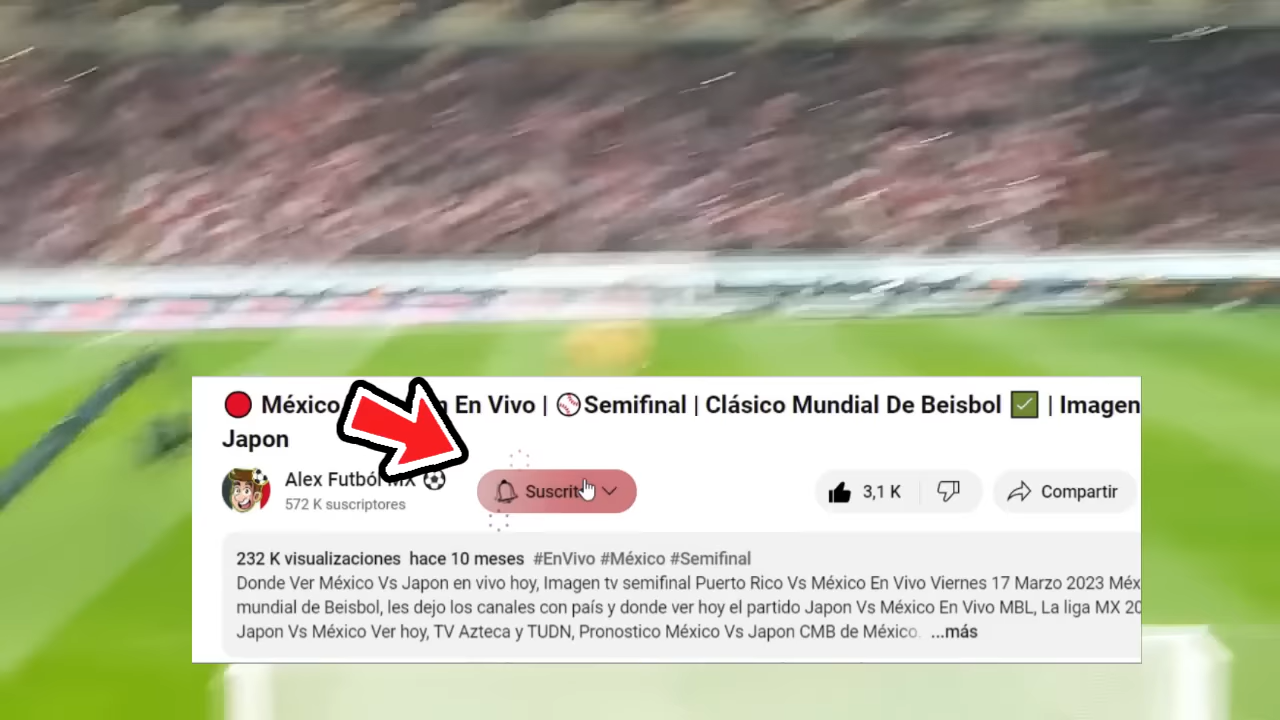 México n En Vivo | Semifinal | Clásico Mundial De Beisbol | Imagen
Japon
Alex Futból MX
572 K suscriptores
Suscrito
3,1 K
Compartir
232 K visualizaciones hace 10 meses #EnVivo #México #Semifinal
Donde Ver México Vs Japon en vivo hoy, Imagen tv semifinal Puerto Rico Vs México En Vivo Viernes 17 Marzo 2023 Méx
mundial de Beisbol, les dejo los canales con país y donde ver hoy el partido Japon Vs México En Vivo MBL, La liga MX 20
Japon Vs México Ver hoy, TV Azteca y TUDN, Pronostico México Vs Japon CMB de México. ...más